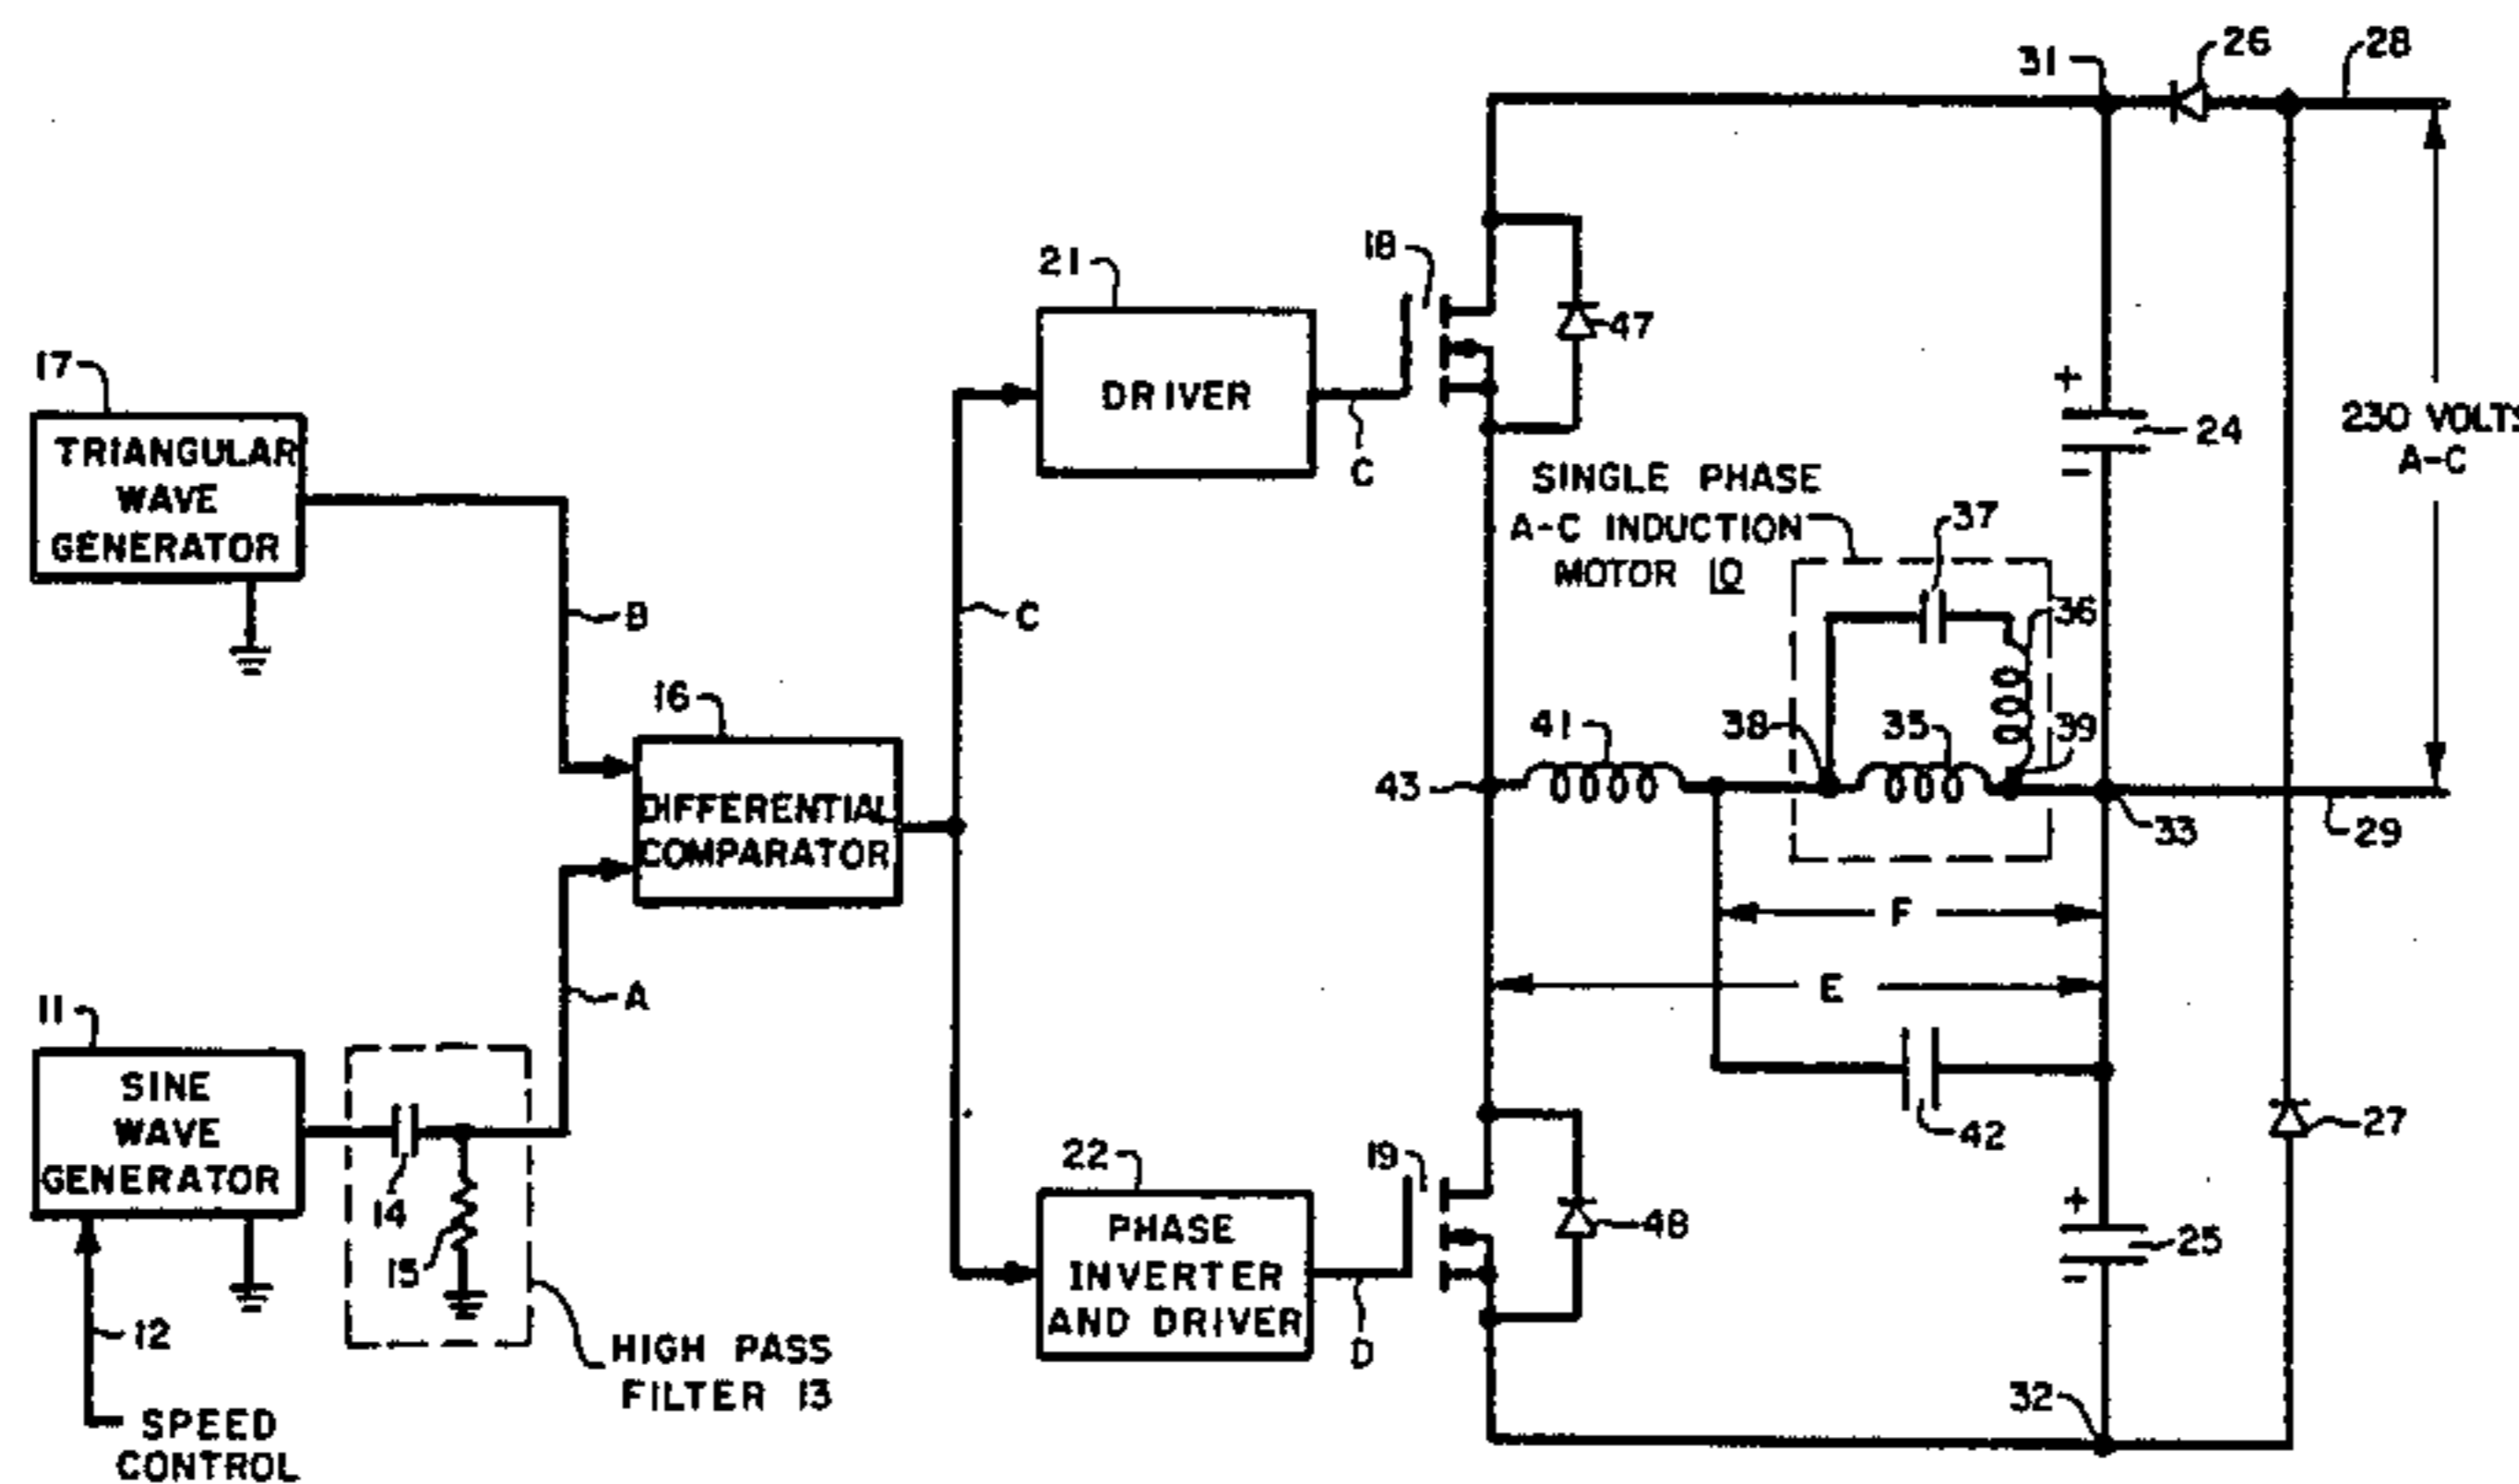 26
28
31
18
21
47
17
+
24
230 VOLTS
A-C
DRIVER
TRIANGULAR
WAVE
GENERATOR
C
SINGLE PHASE
A-C INDUCTION
MOTOR 10
37
36
B
C
16
41
38
35
39
43
DIFFERENTIAL
COMPARATOR
33
29
F
E
A
11
SINE
WAVE
GENERATOR
14
15
12
SPEED
CONTROL
HIGH PASS
FILTER 13
22
PHASE
INVERTER
AND DRIVER
19
D
48
42
27
+
25
-
32